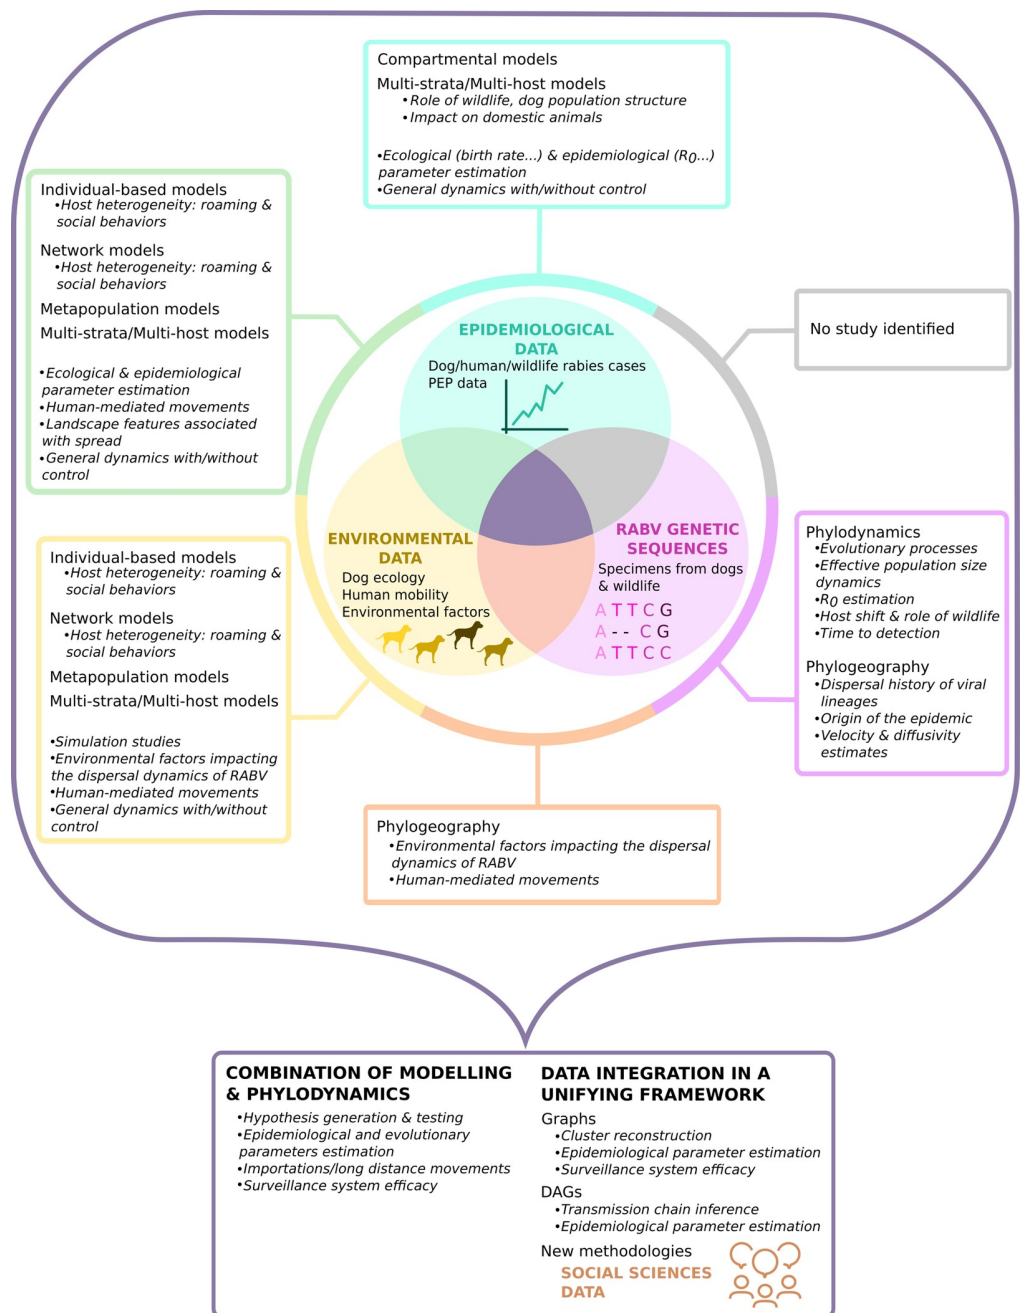 Compartmental models
Multi-strata/Multi-host models
•Role of wildlife, dog population structure
•Impact on domestic animals
•Ecological (birth rate...) & epidemiological (R0...)
parameter estimation
•General dynamics with/without control
Individual-based models
•Host heterogeneity: roaming &
social behaviors
Network models
•Host heterogeneity: roaming &
social behaviors
Metapopulation models
Multi-strata/Multi-host models
•Ecological & epidemiological
parameter estimation
•Human-mediated movements
•Landscape features associated
with spread
•General dynamics with/without
control
No study identified
EPIDEMIOLOGICAL
DATA
Dog/human/wildlife rabies cases
PEP data
ENVIRONMENTAL
DATA
Dog ecology
Human mobility
Environmental factors
RABV GENETIC
SEQUENCES
Specimens from dogs
& wildlife
ATTCG
A-- CG
ATTCC
Individual-based models
•Host heterogeneity: roaming &
social behaviors
Network models
•Host heterogeneity: roaming &
social behaviors
Metapopulation models
Multi-strata/Multi-host models
•Simulation studies
•Environmental factors impacting
the dispersal dynamics of RABV
•Human-mediated movements
•General dynamics with/without
control
Phylodynamics
•Evolutionary processes
•Effective population size
dynamics
•R0 estimation
•Host shift & role of wildlife
•Time to detection
Phylogeography
•Dispersal history of viral
lineages
•Origin of the epidemic
•Velocity & diffusivity
estimates
Phylogeography
•Environmental factors impacting the dispersal
dynamics of RABV
•Human-mediated movements
COMBINATION OF MODELLING
& PHYLODYNAMICS
•Hypothesis generation & testing
•Epidemiological and evolutionary
parameters estimation
•Importations/long distance movements
•Surveillance system efficacy
DATA INTEGRATION IN A
UNIFYING FRAMEWORK
Graphs
•Cluster reconstruction
•Epidemiological parameter estimation
•Surveillance system efficacy
DAGs
•Transmission chain inference
•Epidemiological parameter estimation
New methodologies
SOCIAL SCIENCES
DATA